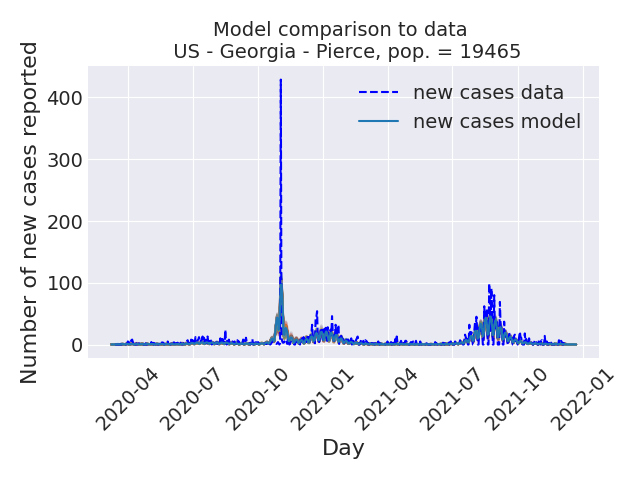 Model comparison to data
US - Georgia - Pierce, pop. = 19465
new cases data
new cases model
Number of new cases reported
400
300
200
100
0
2020-04
2020-07
2020-10
2021-01
2021-04
2021-07
2021-10
2022-01
Day